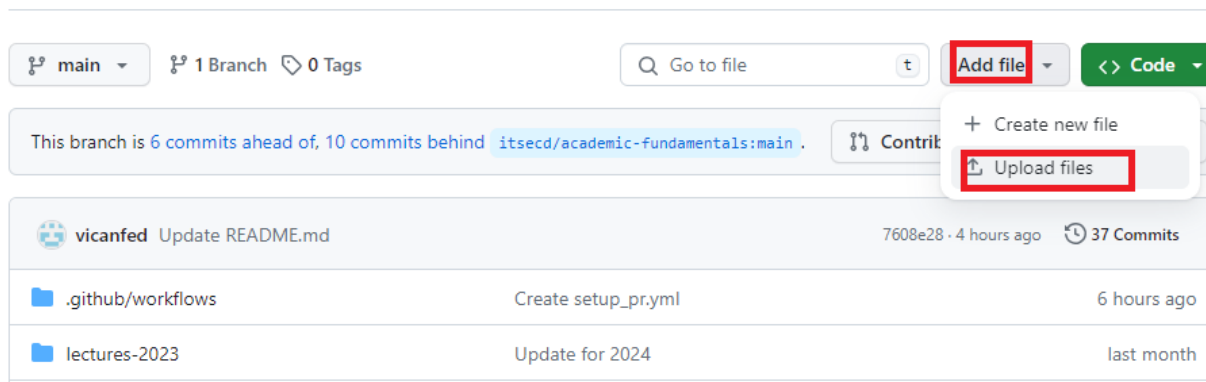 main 1 Branch 0 Tags Go to file t Add file Code
Create new file
This branch is 6 commits ahead of, 10 commits behind itsecd/academic-fundamentals:main . Contrib
Upload files
vicanfed Update README.md 7608e28 · 4 hours ago 37 Commits
.github/workflows Create setup_pr.yml 6 hours ago
lectures-2023 Update for 2024 last month